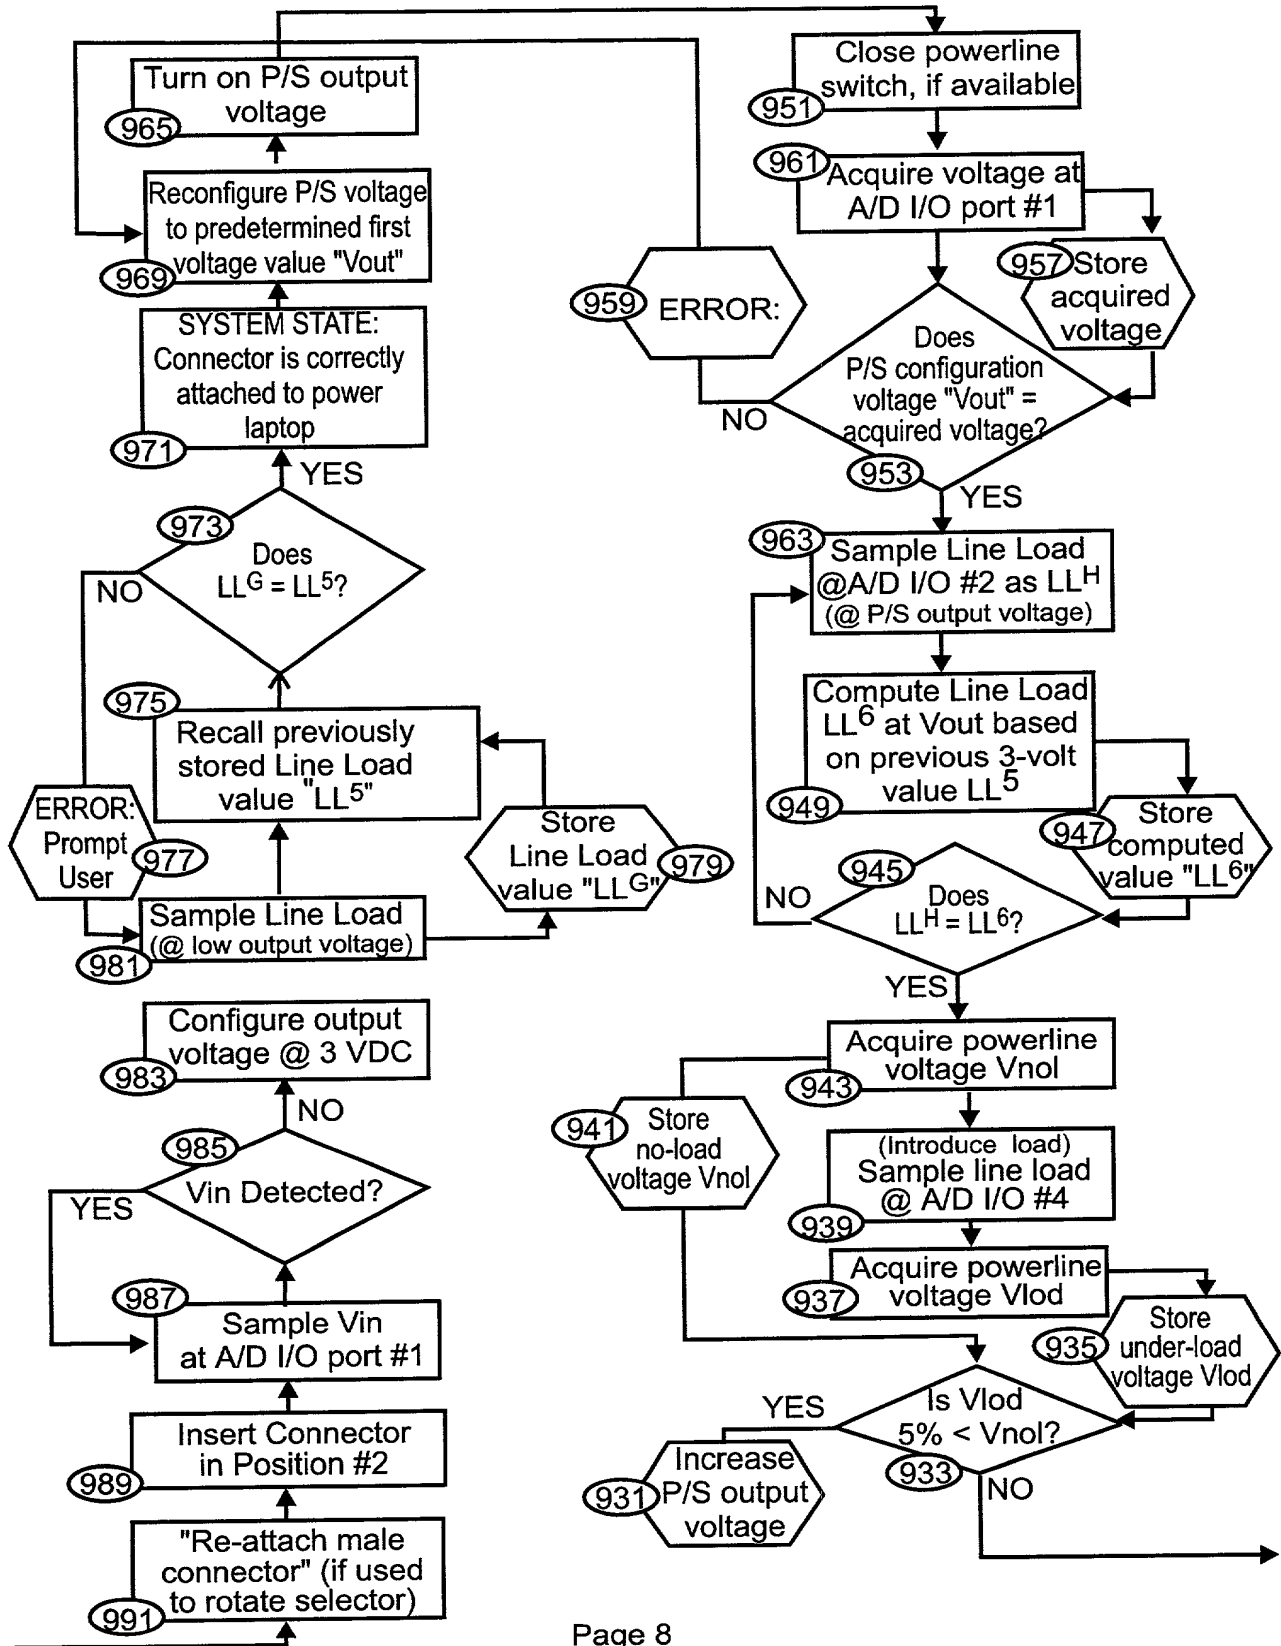 Turn on P/S output
voltage
965
Reconfigure P/S voltage
to predetermined first
voltage value "Vout"
969
SYSTEM STATE:
Connector is correctly
attached to power
laptop
971
YES
973
Does
LLG = LL5?
NO
975
Recall previously
stored Line Load
value "LL5"
ERROR:
Prompt
User
977
Store
Line Load
value "LLG"
979
Sample Line Load
(@ low output voltage)
981
Configure output
voltage @ 3 VDC
983
NO
985
Vin Detected?
YES
987
Sample Vin
at A/D I/O port #1
Insert Connector
in Position #2
989
"Re-attach male
connector" (if used
to rotate selector)
991
Close powerline
switch, if available
951
961
Acquire voltage at
A/D I/O port #1
957
Store
acquired
voltage
959
ERROR:
Does
P/S configuration
voltage "Vout" =
acquired voltage?
NO
953
YES
963
Sample Line Load
@A/D I/O #2 as LLH
(@ P/S output voltage)
Compute Line Load
LL6 at Vout based
on previous 3-volt
value LL5
949
947
Store
computed
value "LL6"
945
Does
LLH = LL6?
NO
YES
Acquire powerline
voltage Vnol
943
941
Store
no-load
voltage Vnol
(Introduce load)
Sample line load
@ A/D I/O #4
939
Acquire powerline
voltage Vlod
937
935
Store
under-load
voltage Vlod
Is Vlod
5% < Vnol?
YES
933
NO
931
Increase
P/S output
voltage
Page 8